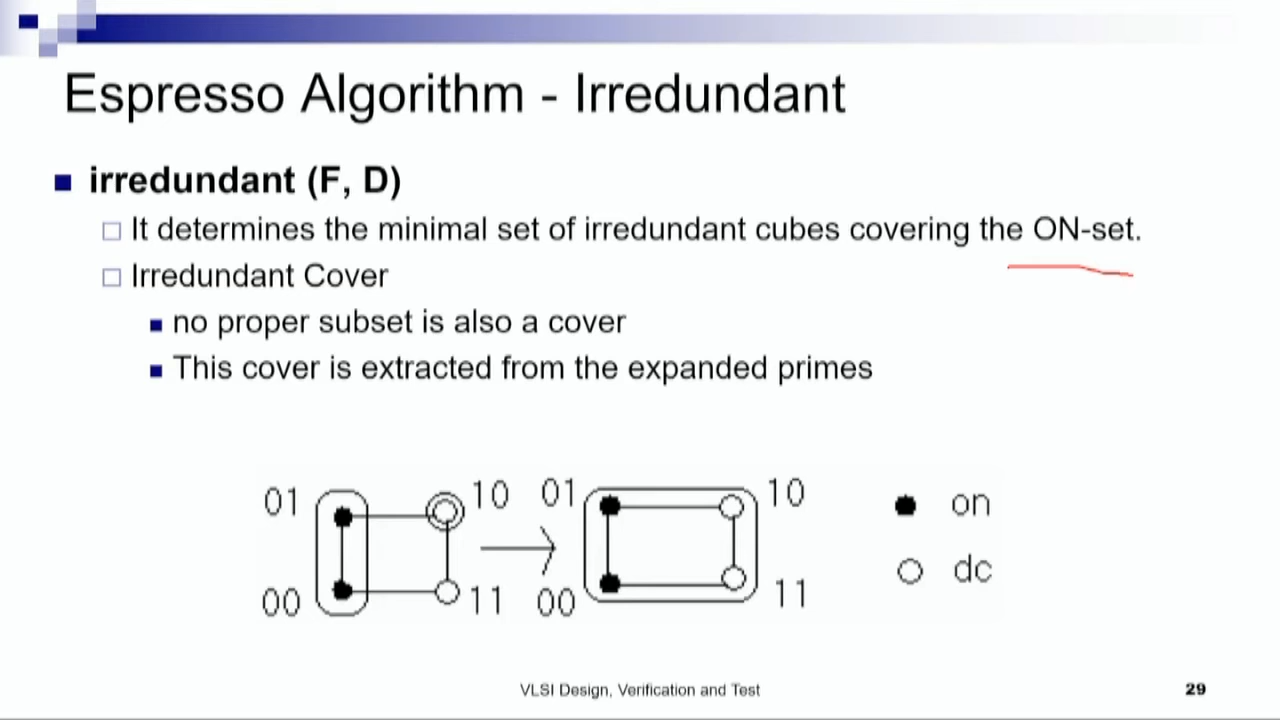 Espresso Algorithm - Irredundant
irredundant (F, D)
It determines the minimal set of irredundant cubes covering the ON-set.
Irredundant Cover
no proper subset is also a cover
This cover is extracted from the expanded primes
01 10 01 10 on
00 11 00 11 dc
VLSI Design, Verification and Test 29